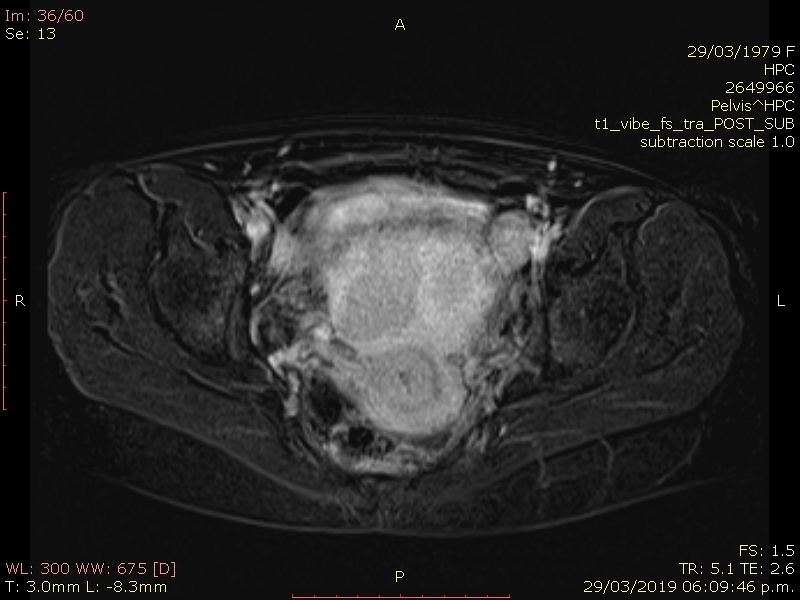 Im: 36/60
Se: 13
A
29/03/1979 F
HPC
2649966
Pelvis^HPC
t1_vibe_fs_tra_POST_SUB
subtraction scale 1.0
R
L
WL: 300 WW: 675 [D]
T: 3.0mm L: -8.3mm
P
FS: 1.5
TR: 5.1 TE: 2.6
29/03/2019 06:09:46 p.m.